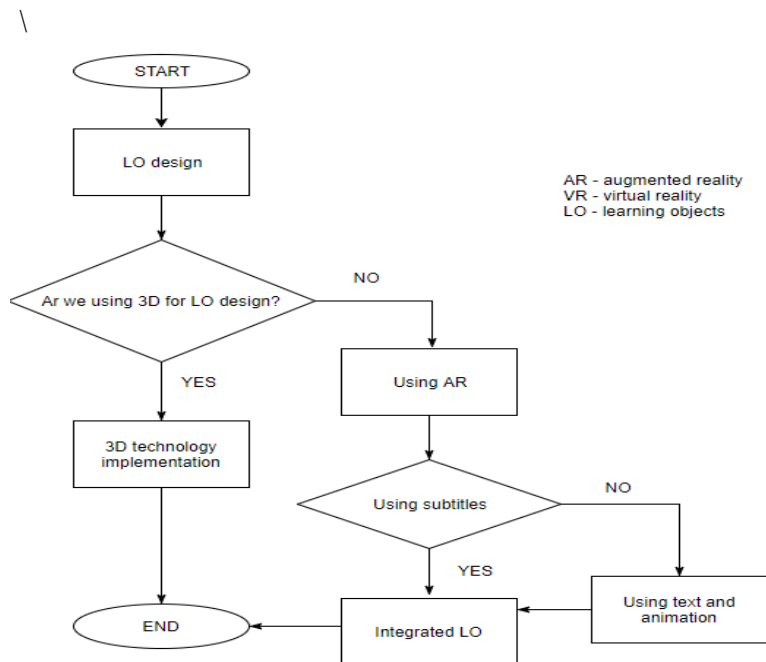 \
START
LO design
AR - augmented reality
VR - virtual reality
LO - learning objects
Ar we using 3D for LO design?
NO
YES
Using AR
3D technology
implementation
Using subtitles
NO
YES
Using text and
animation
Integrated LO
END